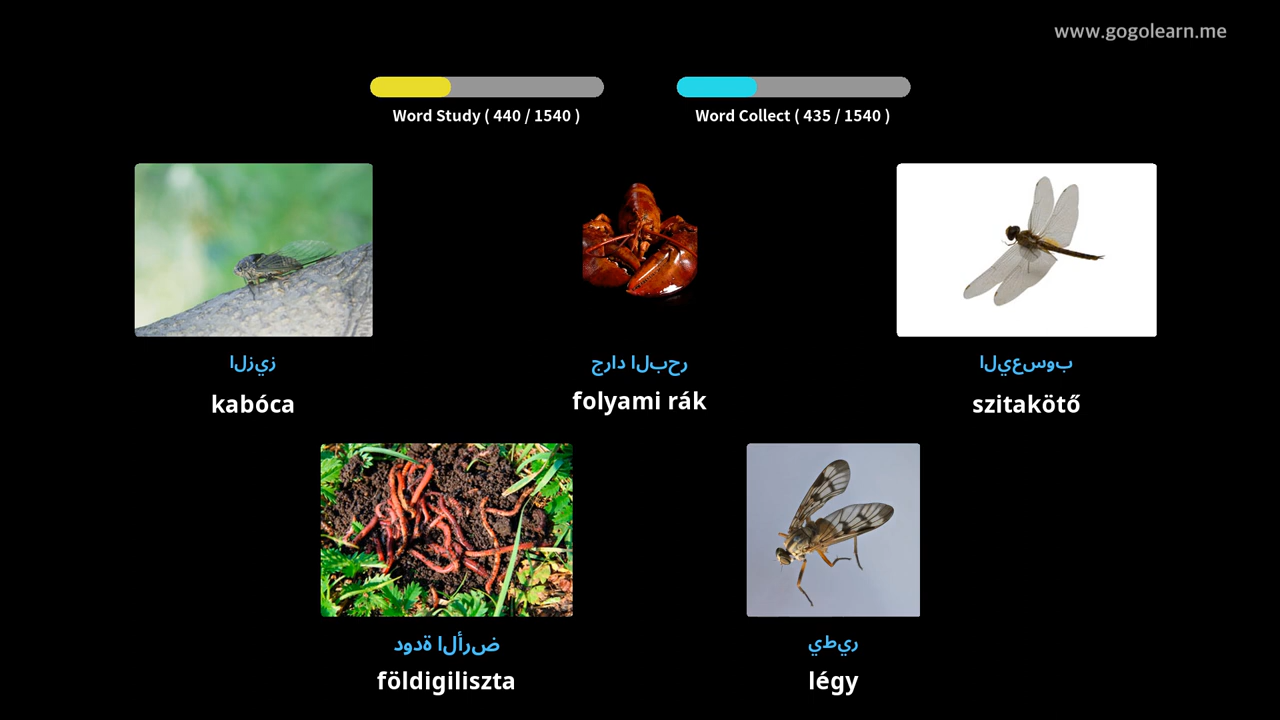 www.gogolearn.me
Word Study ( 440 / 1540 )
Word Collect ( 435 / 1540 )
الزيز
kabóca
جراد البحر
folyami rák
اليعسوب
szitakötő
دودة الأرض
földigiliszta
يطير
légy